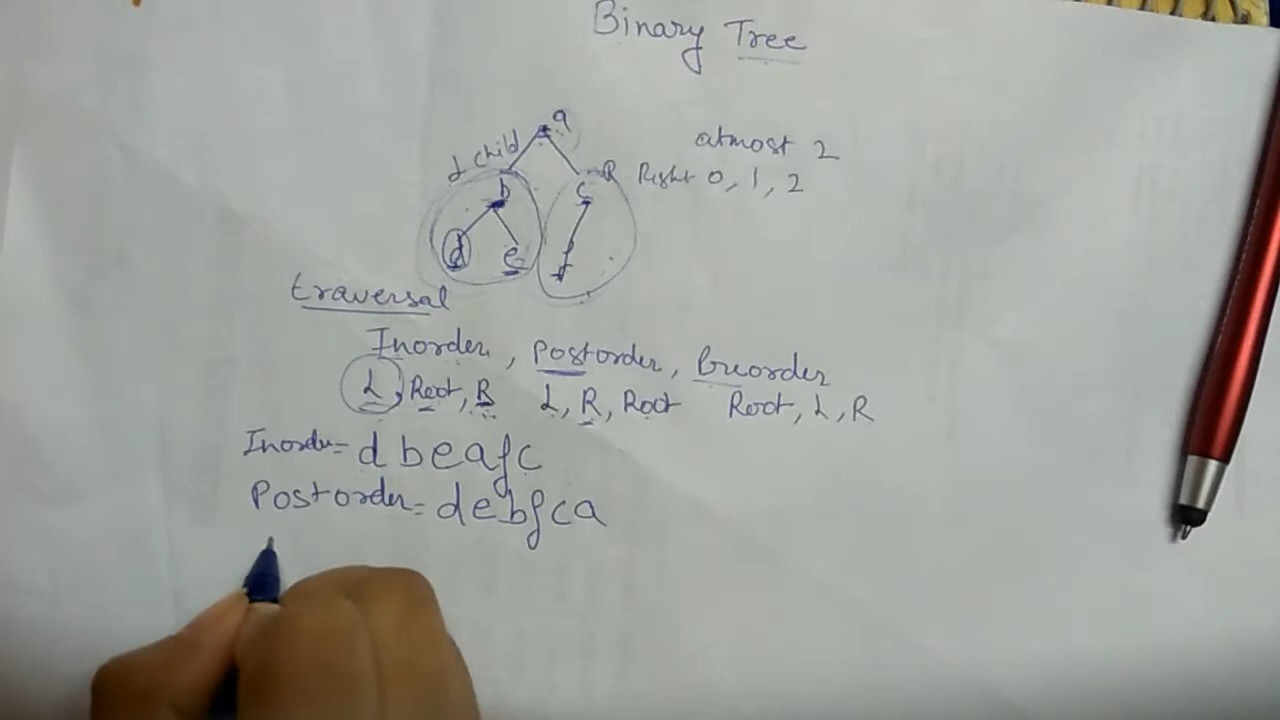 Binary Tree
a
L child
atmost 2
b c R Right 0, 1, 2
d e f
traversal
Inorder, Postorder, Preorder
L, Root, R L, R, Root Root, L, R
Inorder = d b e a f c
Postorder = d e b f c a